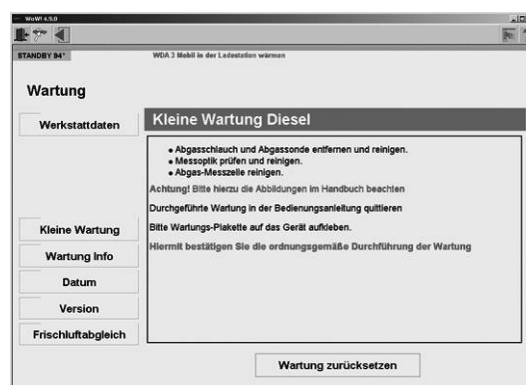 WoW! 4.9.0
STANDBY 94°
WDA 3 Mobil in der Ladestation wärmen
Wartung
Werkstattdaten
Kleine Wartung Diesel
• Abgasschlauch und Abgassonde entfernen und reinigen.
• Messoptik prüfen und reinigen.
• Abgas-Messzelle reinigen.
Achtung! Bitte hierzu die Abbildungen im Handbuch beachten
Durchgeführte Wartung in der Bedienungsanleitung quittieren
Bitte Wartungs-Plakette auf das Gerät aufkleben.
Hiermit bestätigen Sie die ordnungsgemäße Durchführung der Wartung
Kleine Wartung
Wartung Info
Datum
Version
Frischluftabgleich
Wartung zurücksetzen